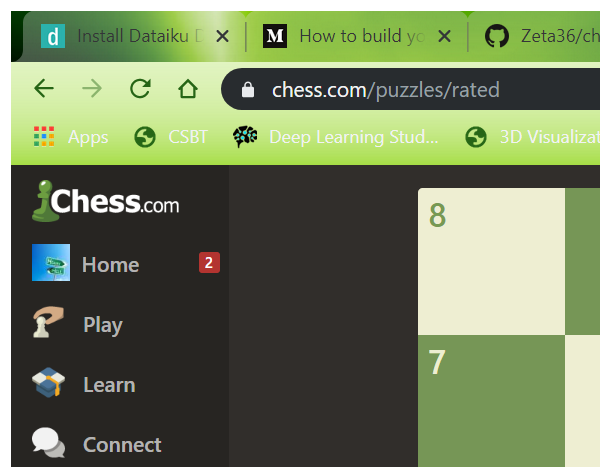 Install Dataiku D
M How to build yo
Zeta36/ch
chess.com/puzzles/rated
Apps CSBT Deep Learning Stud... 3D Visualizat
Chess.com
Home 2
Play
Learn
Connect
8
7